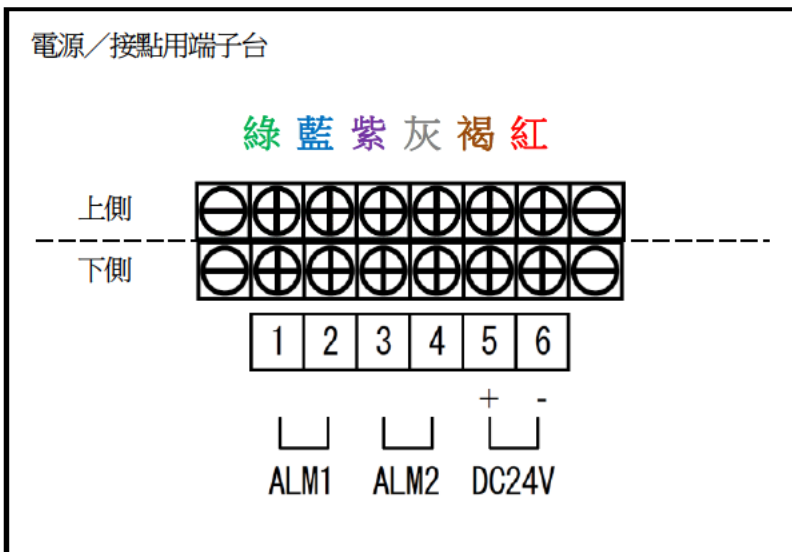 電源／接點用端子台
綠 藍 紫 灰 褐 紅
上側
下側
1 2 3 4 5 6
+ -
ALM1 ALM2 DC24V